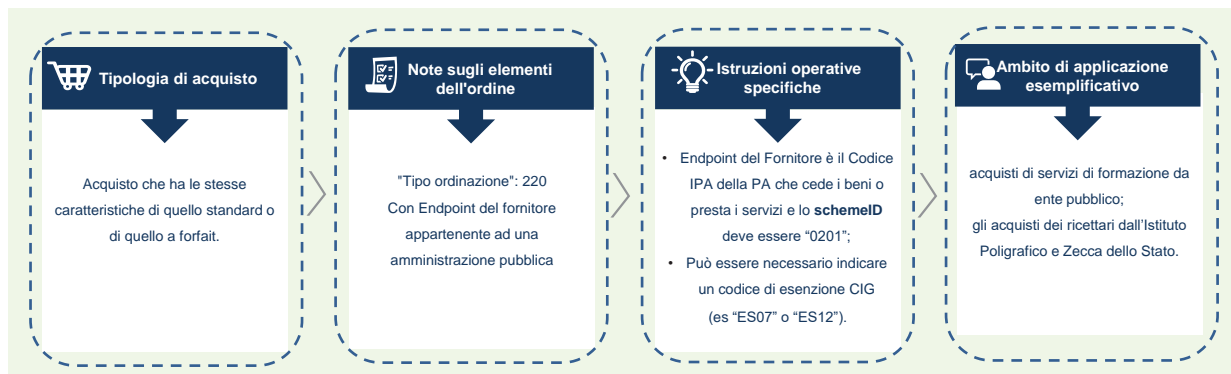 Tipologia di acquisto
Acquisto che ha le stesse
caratteristiche di quello standard o
di quello a forfait.
Note sugli elementi
dell'ordine
"Tipo ordinazione": 220
Con Endpoint del fornitore
appartenente ad una
amministrazione pubblica
Istruzioni operative
specifiche
• Endpoint del Fornitore è il Codice
IPA della PA che cede i beni o
presta i servizi e lo schemeID
deve essere “0201”;
• Può essere necessario indicare
un codice di esenzione CIG
(es “ES07” o “ES12”).
Ambito di applicazione
esemplificativo
acquisti di servizi di formazione da
ente pubblico;
gli acquisti dei ricettari dall’Istituto
Poligrafico e Zecca dello Stato.